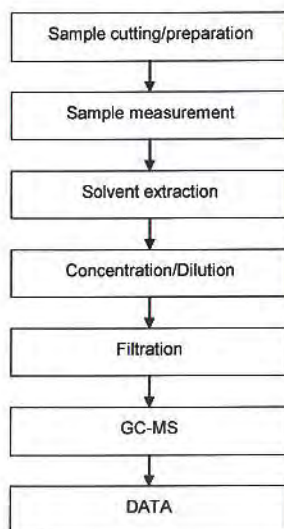 Sample cutting/preparation
Sample measurement
Solvent extraction
Concentration/Dilution
Filtration
GC-MS
DATA